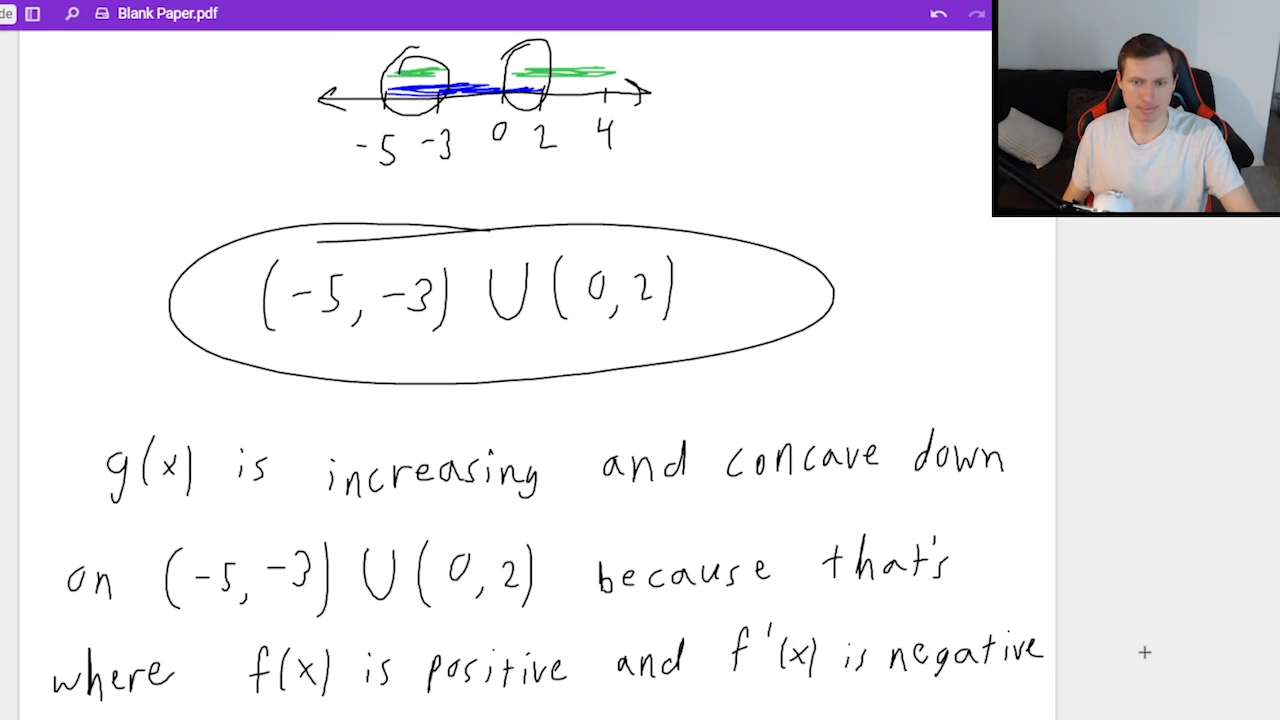 de
Blank Paper.pdf
-5 -3 0 2 4
(-5, -3) ∪ (0, 2)
g(x) is increasing and concave down
on (-5, -3) ∪ (0, 2) because that's
where f(x) is positive and f'(x) is negative